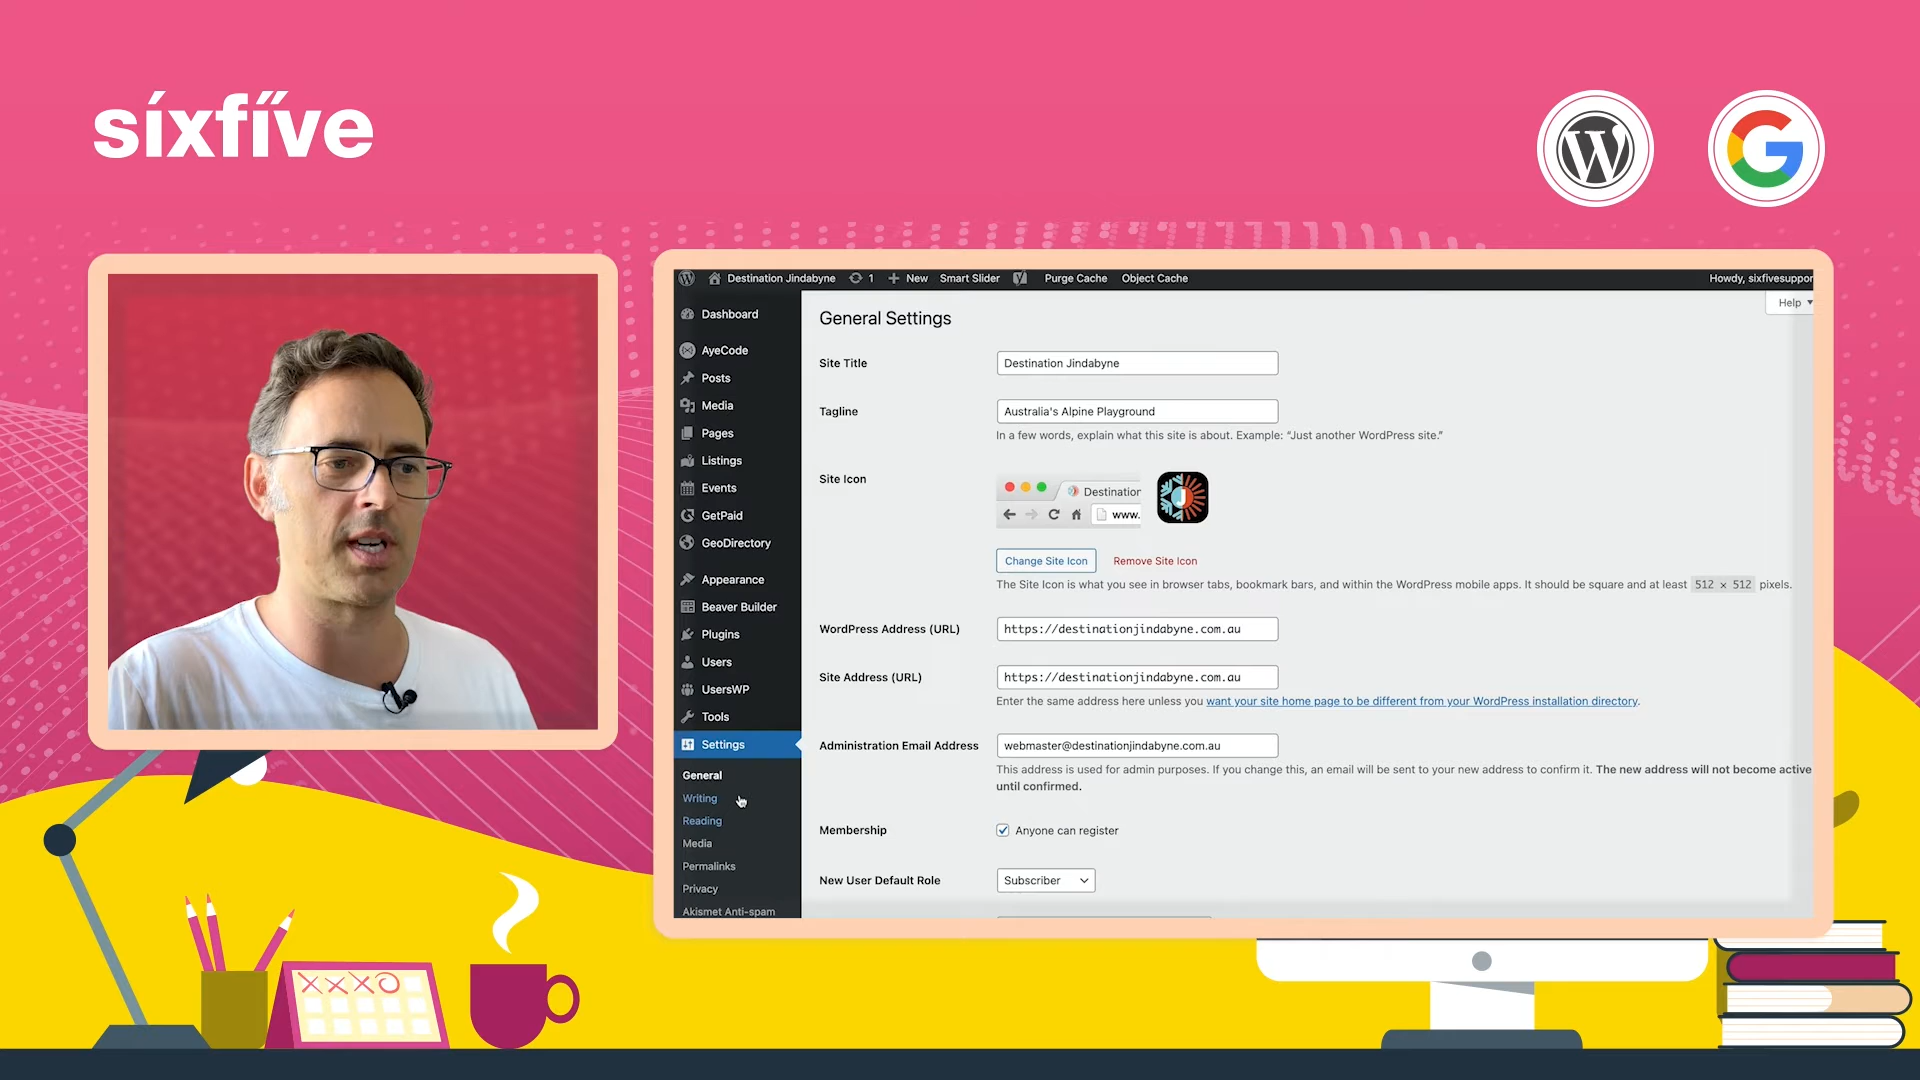 síxfíve
Destination Jindabyne
1
New
Smart Slider
Purge Cache
Object Cache
Howdy, sixfivesuppor
Help
Dashboard
AyeCode
Posts
Media
Pages
Listings
Events
GetPaid
GeoDirectory
Appearance
Beaver Builder
Plugins
Users
UsersWP
Tools
Settings
General
Writing
Reading
Media
Permalinks
Privacy
Akismet Anti-spam
General Settings
Site Title
Destination Jindabyne
Tagline
Australia's Alpine Playground
In a few words, explain what this site is about. Example: “Just another WordPress site.”
Site Icon
Destination
www.
Change Site Icon
Remove Site Icon
The Site Icon is what you see in browser tabs, bookmark bars, and within the WordPress mobile apps. It should be square and at least 512 × 512 pixels.
WordPress Address (URL)
https://destinationjindabyne.com.au
Site Address (URL)
https://destinationjindabyne.com.au
Enter the same address here unless you want your site home page to be different from your WordPress installation directory.
Administration Email Address
webmaster@destinationjindabyne.com.au
This address is used for admin purposes. If you change this, an email will be sent to your new address to confirm it. The new address will not become active
until confirmed.
Membership
Anyone can register
New User Default Role
Subscriber